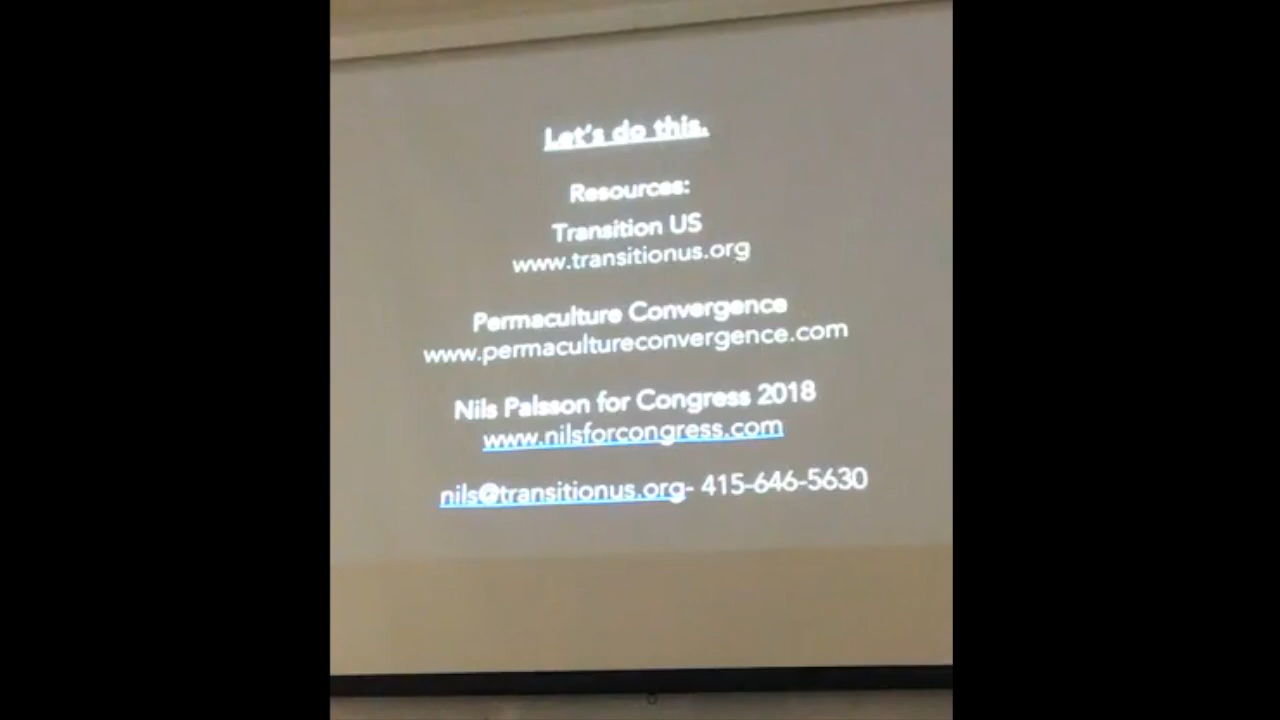 Let's do this.
Resources:
Transition US
www.transitionus.org
Permaculture Convergence
www.permacultureconvergence.com
Nils Palsson for Congress 2018
www.nilsforcongress.com
nils@transitionus.org- 415-646-5630